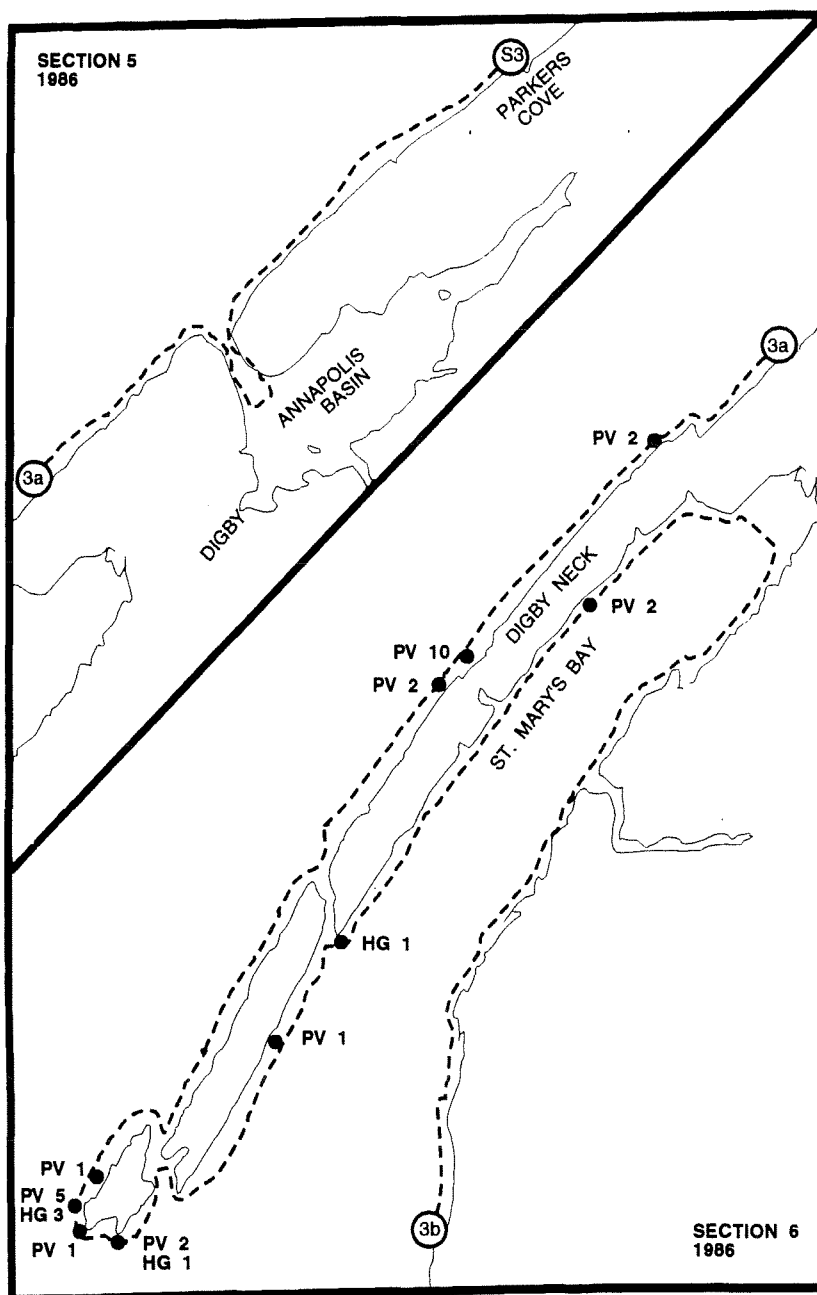 SECTION 5
1986
S3
PARKERS
COVE
ANNAPOLIS
BASIN
3a
DIGBY
3a
PV 2
DIGBY NECK
PV 2
PV 10
PV 2
ST. MARY'S BAY
HG 1
PV 1
PV 1
PV 5
HG 3
PV 1
PV 2
HG 1
3b
SECTION 6
1986